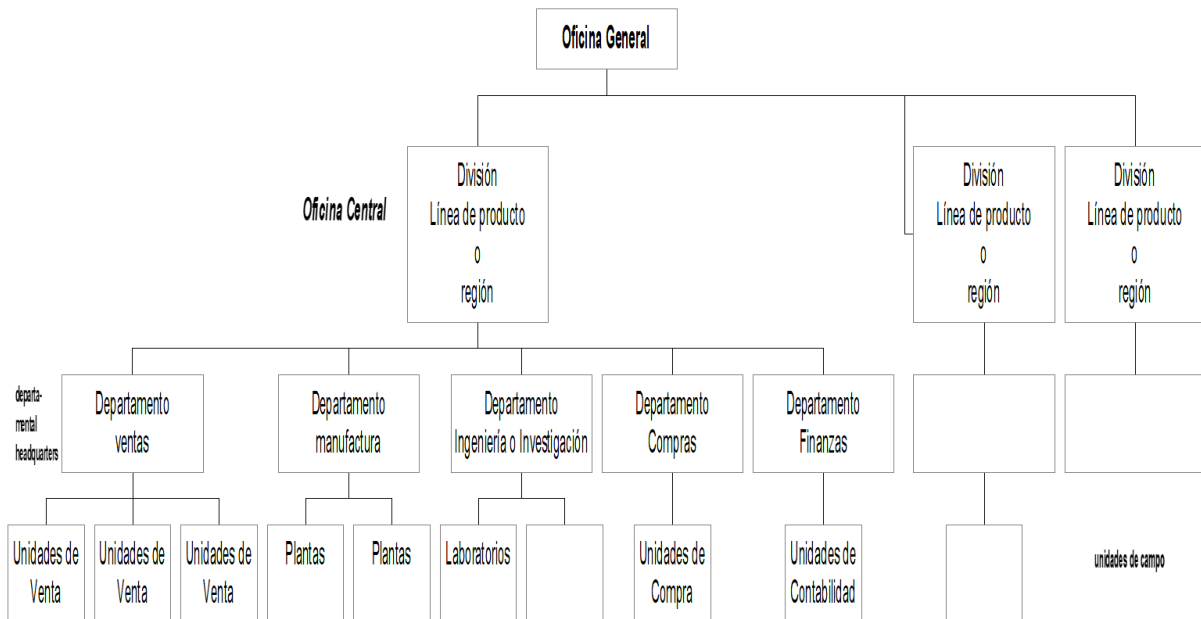 Oficina General
Oficina Central
División
Línea de producto
o
región
División
Línea de producto
o
región
División
Línea de producto
o
región
departa-
mental
headquarters
Departamento
ventas
Departamento
manufactura
Departamento
Ingeniería o Investigación
Departamento
Compras
Departamento
Finanzas
Unidades de
Venta
Unidades de
Venta
Unidades de
Venta
Plantas
Plantas
Laboratorios
Unidades de
Compra
Unidades de
Contabilidad
unidades de campo